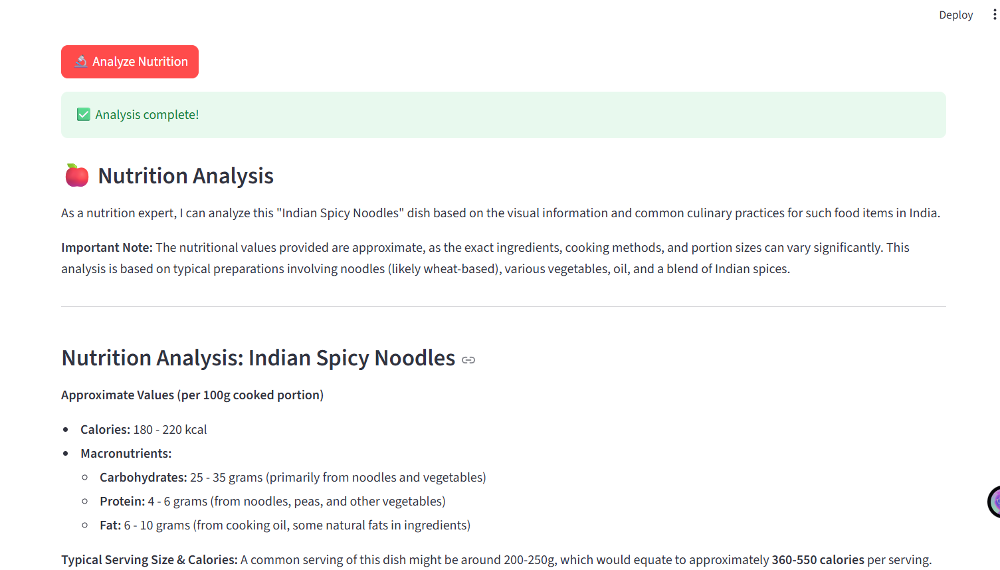 Deploy
Analyze Nutrition
Analysis complete!
Nutrition Analysis
As a nutrition expert, I can analyze this "Indian Spicy Noodles" dish based on the visual information and common culinary practices for such food items in India.
Important Note: The nutritional values provided are approximate, as the exact ingredients, cooking methods, and portion sizes can vary significantly. This
analysis is based on typical preparations involving noodles (likely wheat-based), various vegetables, oil, and a blend of Indian spices.
Nutrition Analysis: Indian Spicy Noodles
Approximate Values (per 100g cooked portion)
Calories: 180 - 220 kcal
Macronutrients:
Carbohydrates: 25 - 35 grams (primarily from noodles and vegetables)
Protein: 4 - 6 grams (from noodles, peas, and other vegetables)
Fat: 6 - 10 grams (from cooking oil, some natural fats in ingredients)
Typical Serving Size & Calories: A common serving of this dish might be around 200-250g, which would equate to approximately 360-550 calories per serving.